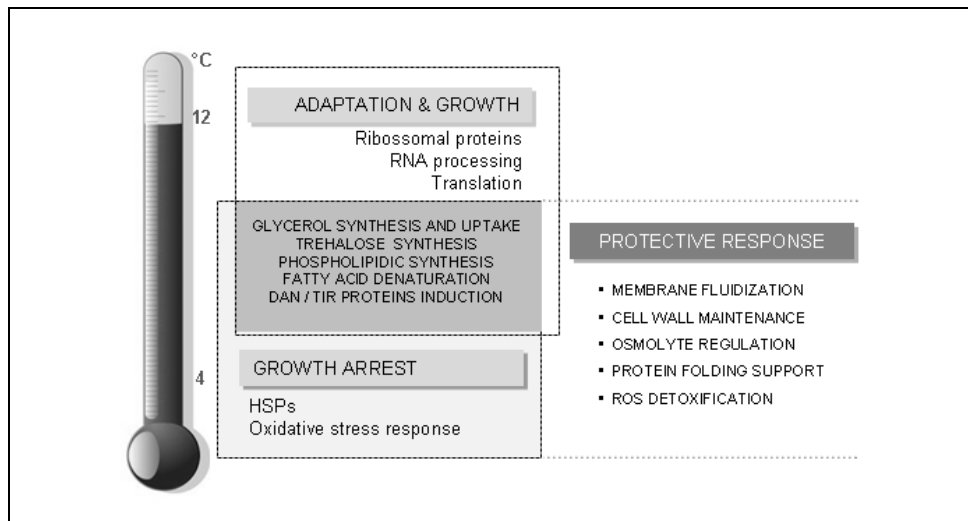 °C
12
ADAPTATION & GROWTH
Ribossomal proteins
RNA processing
Translation
GLYCEROL SYNTHESIS AND UPTAKE
TREHALOSE SYNTHESIS
PHOSPHOLIPIDIC SYNTHESIS
FATTY ACID DENATURATION
DAN / TIR PROTEINS INDUCTION
4
GROWTH ARREST
HSPs
Oxidative stress response
PROTECTIVE RESPONSE
▪ MEMBRANE FLUIDIZATION
▪ CELL WALL MAINTENANCE
▪ OSMOLYTE REGULATION
▪ PROTEIN FOLDING SUPPORT
▪ ROS DETOXIFICATION